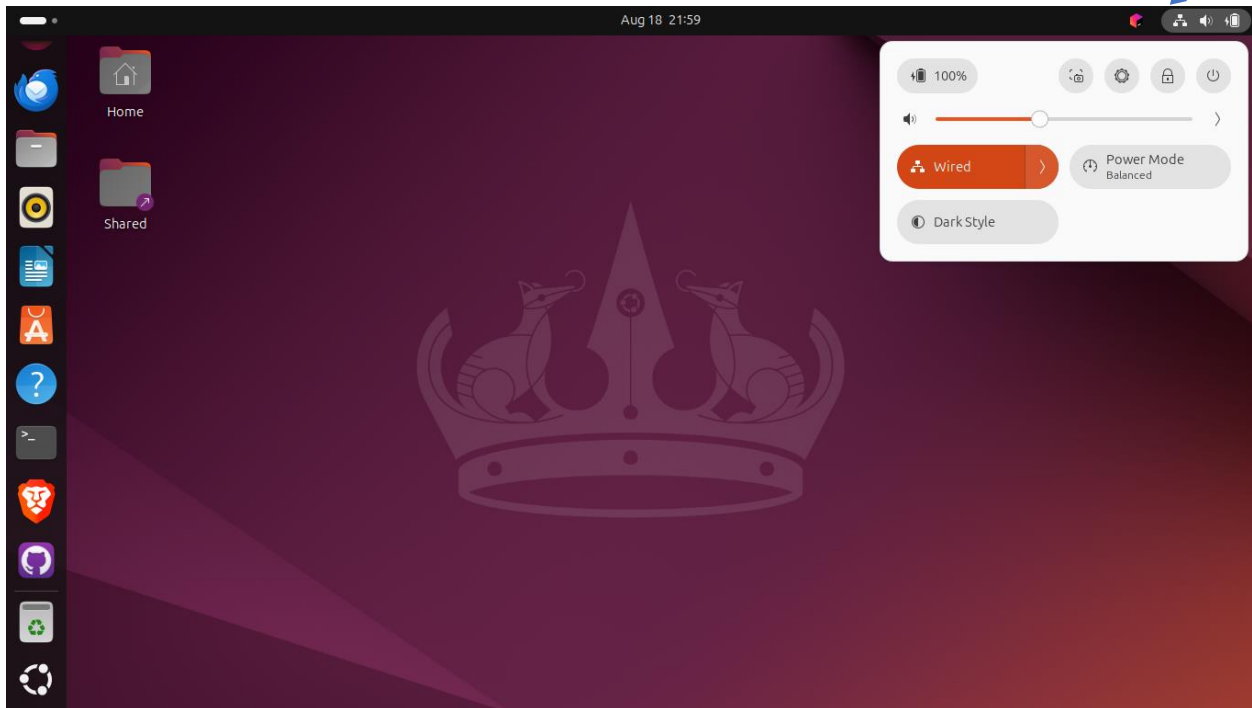 Aug 18 21:59
Home
Shared
100%
Wired
Power Mode
Balanced
Dark Style